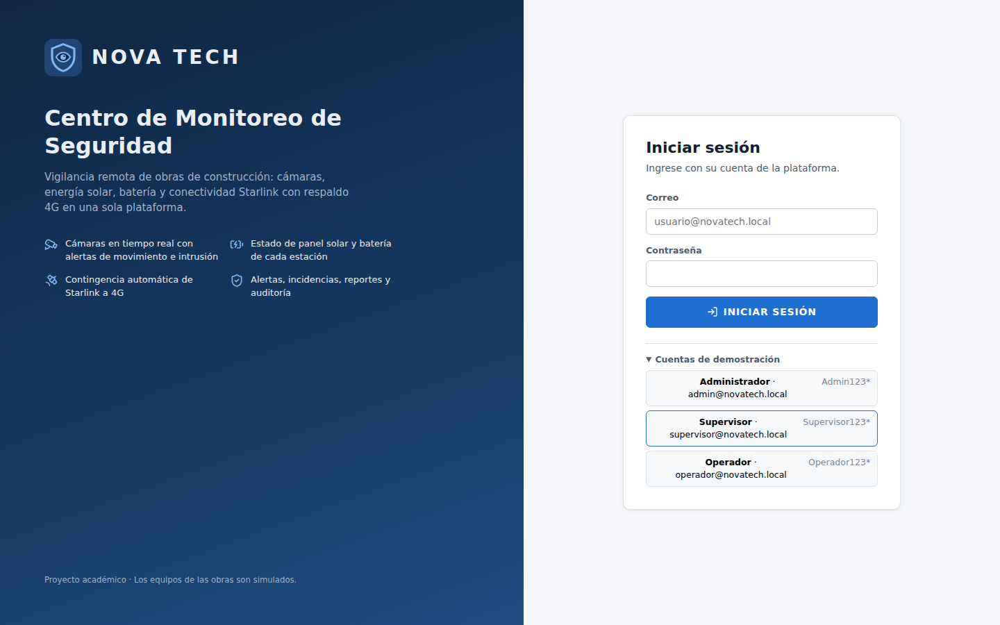 NOVA TECH
Centro de Monitoreo de
Seguridad
Vigilancia remota de obras de construcción: cámaras,
energía solar, batería y conectividad Starlink con respaldo
4G en una sola plataforma.
Cámaras en tiempo real con
alertas de movimiento e intrusión
Estado de panel solar y batería
de cada estación
Contingencia automática de
Starlink a 4G
Alertas, incidencias, reportes y
auditoría
Proyecto académico · Los equipos de las obras son simulados.
Iniciar sesión
Ingrese con su cuenta de la plataforma.
Correo
usuario@novatech.local
Contraseña
INICIAR SESIÓN
▼ Cuentas de demostración
Administrador · Admin123*
admin@novatech.local
Supervisor · Supervisor123*
supervisor@novatech.local
Operador · Operador123*
operador@novatech.local